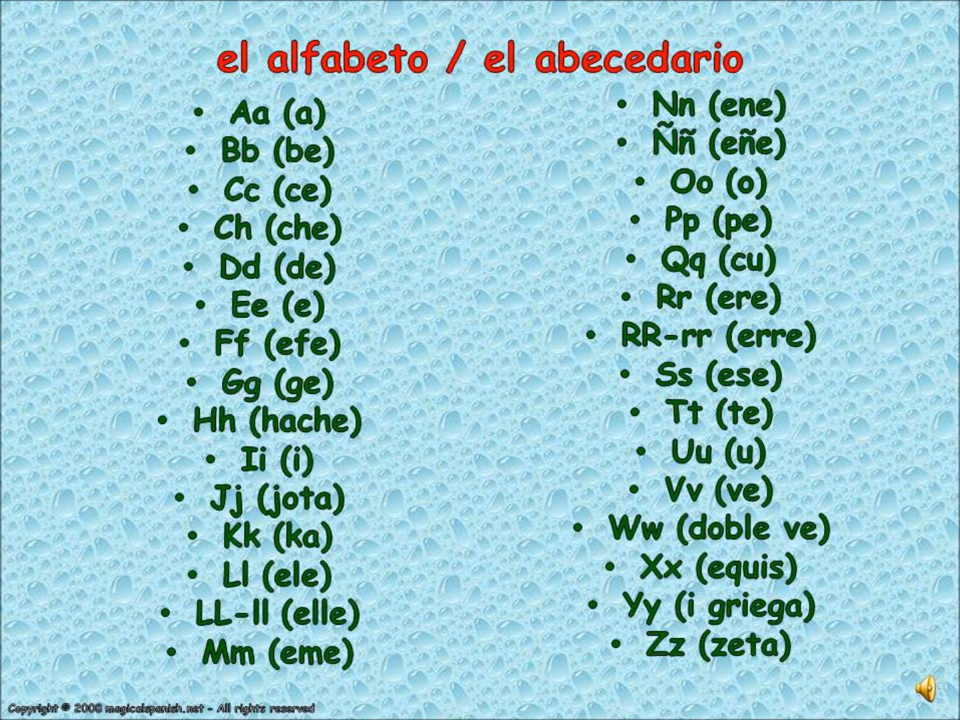 el alfabeto / el abecedario
• Aa (a)
• Bb (be)
• Cc (ce)
• Ch (che)
• Dd (de)
• Ee (e)
• Ff (efe)
• Gg (ge)
• Hh (hache)
• Ii (i)
• Jj (jota)
• Kk (ka)
• Ll (ele)
• LL-ll (elle)
• Mm (eme)
• Nn (ene)
• Ññ (eñe)
• Oo (o)
• Pp (pe)
• Qq (cu)
• Rr (ere)
• RR-rr (erre)
• Ss (ese)
• Tt (te)
• Uu (u)
• Vv (ve)
• Ww (doble ve)
• Xx (equis)
• Yy (i griega)
• Zz (zeta)
Copyright © 2008 magicalspanish.net - All rights reserved